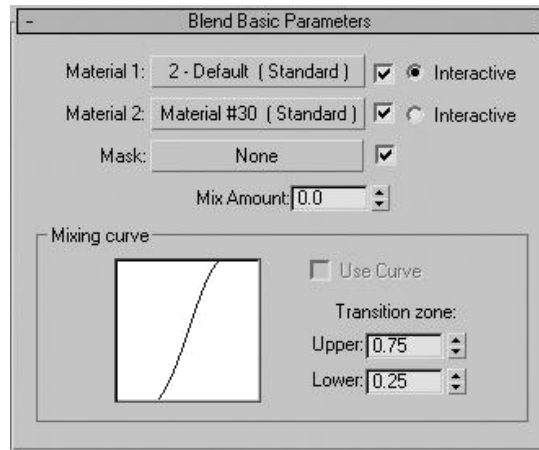 - Blend Basic Parameters
Material 1: 2 - Default ( Standard ) Interactive
Material 2: Material #30 ( Standard ) Interactive
Mask: None
Mix Amount: 0.0
Mixing curve
Use Curve
Transition zone:
Upper: 0.75
Lower: 0.25